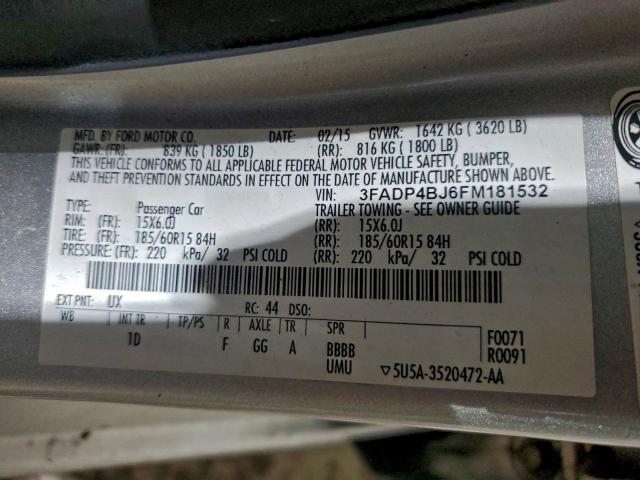 MFD. BY FORD MOTOR CO. DATE: 02/15 GVWR: 1642 KG ( 3620 LB)
GAWR: (FR): 839 KG ( 1850 LB) (RR): 816 KG ( 1800 LB)
THIS VEHICLE CONFORMS TO ALL APPLICABLE FEDERAL MOTOR VEHICLE SAFETY, BUMPER,
AND THEFT PREVENTION STANDARDS IN EFFECT ON THE DATE OF MANUFACTURE SHOWN ABOVE.
VIN: 3FADP4BJ6FM181532
TYPE: Passenger Car TRAILER TOWING - SEE OWNER GUIDE
RIM: (FR): 15X6.0J (RR): 15X6.0J
TIRE: (FR): 185/60R15 84H (RR): 185/60R15 84H
PRESSURE: (FR): 220 kPa/ 32 PSI COLD (RR): 220 kPa/ 32 PSI COLD
EXT PNT: UX RC: 44 DSO:
WB INT TR TP/PS R AXLE TR SPR
1D F GG A BBBB
UMU
F0071
R0091
▽5U5A-3520472-AA